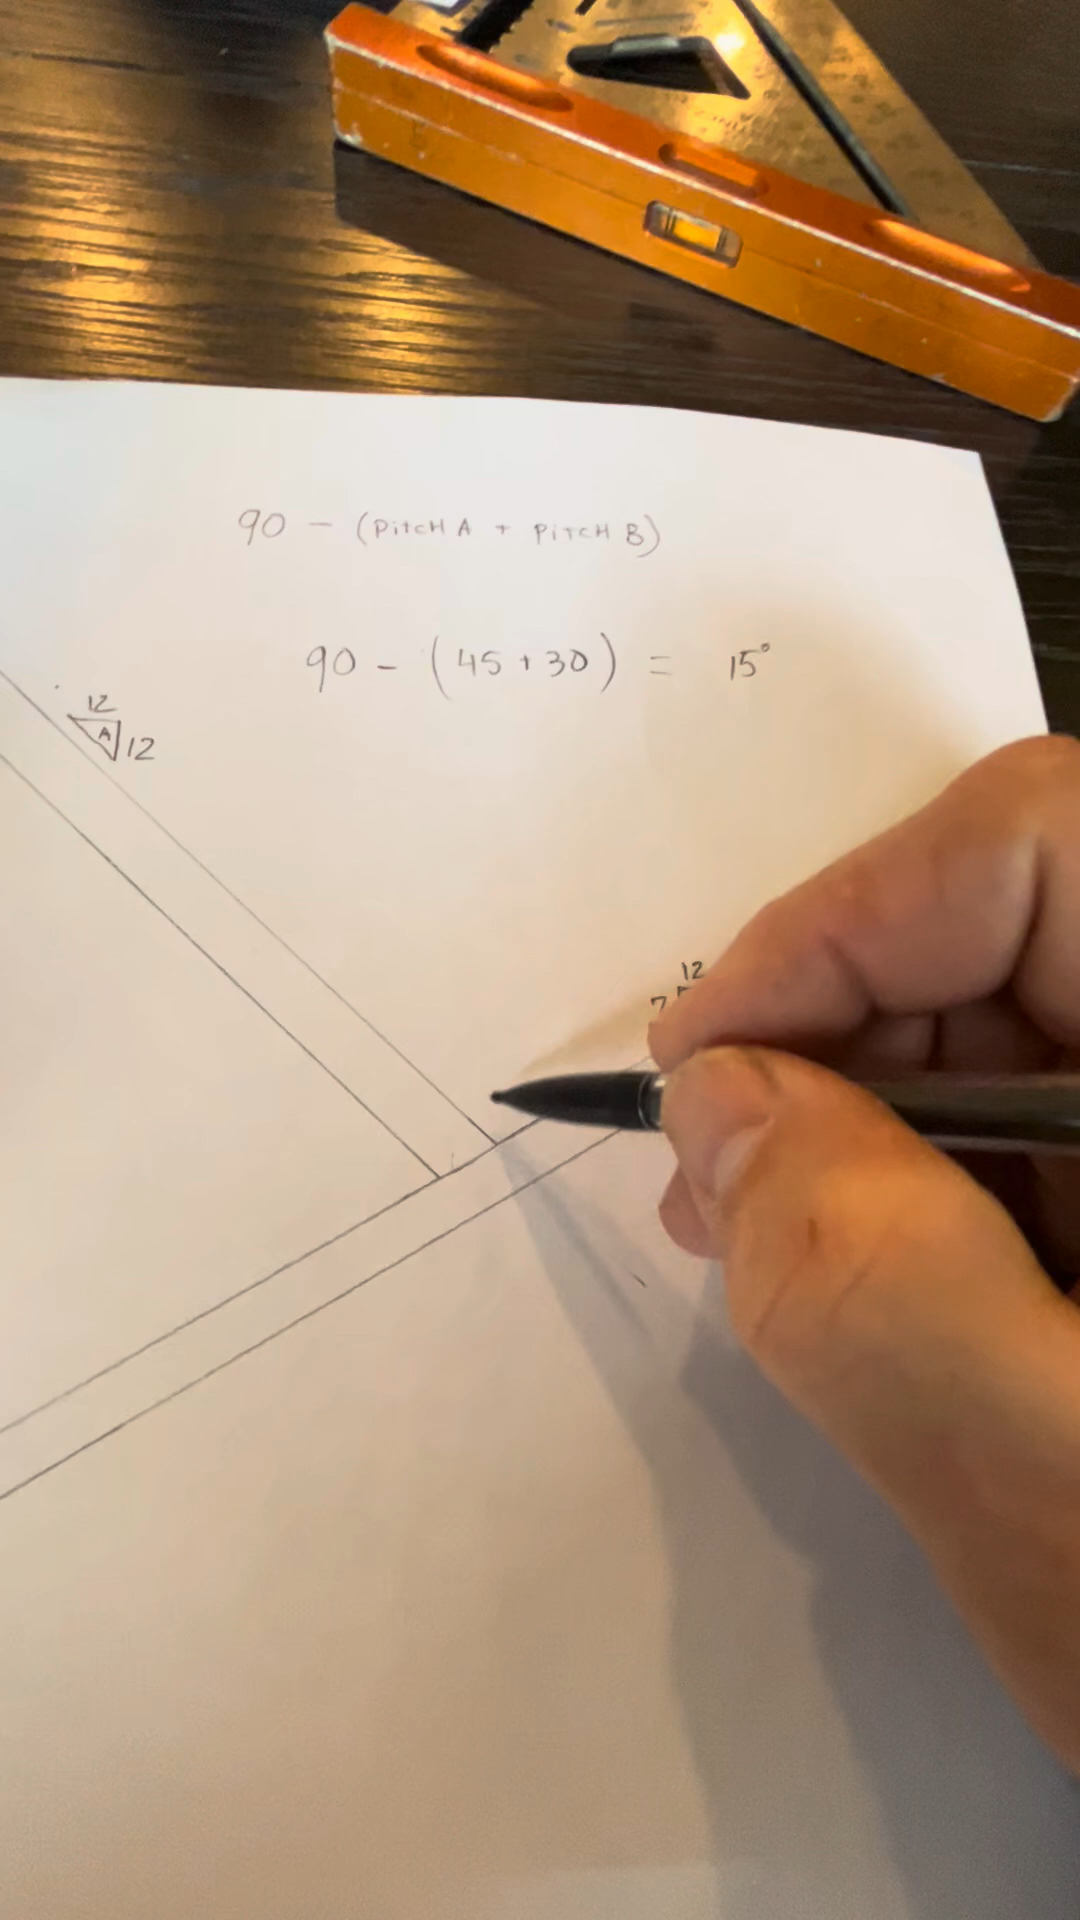 90 - (PITCH A + PITCH B)
90 - (45 + 30) = 15°
12
A 12
12
7